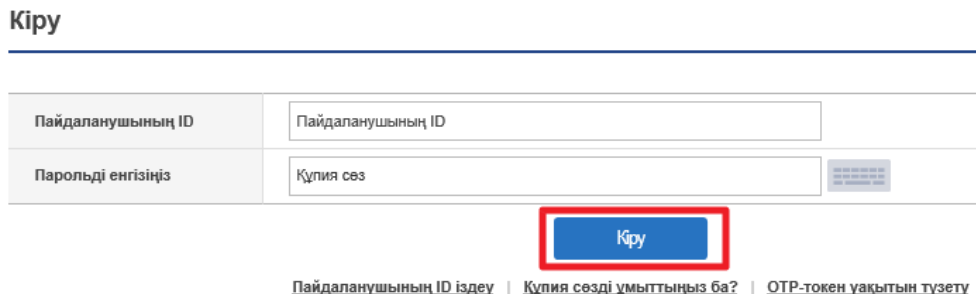 Кіру
Пайдаланушының ID Пайдаланушының ID
Парольді енгізіңіз Құпия сөз
Кіру
Пайдаланушының ID іздеу | Құпия сөзді ұмыттыңыз ба? | OTP-токен уақытын түзету